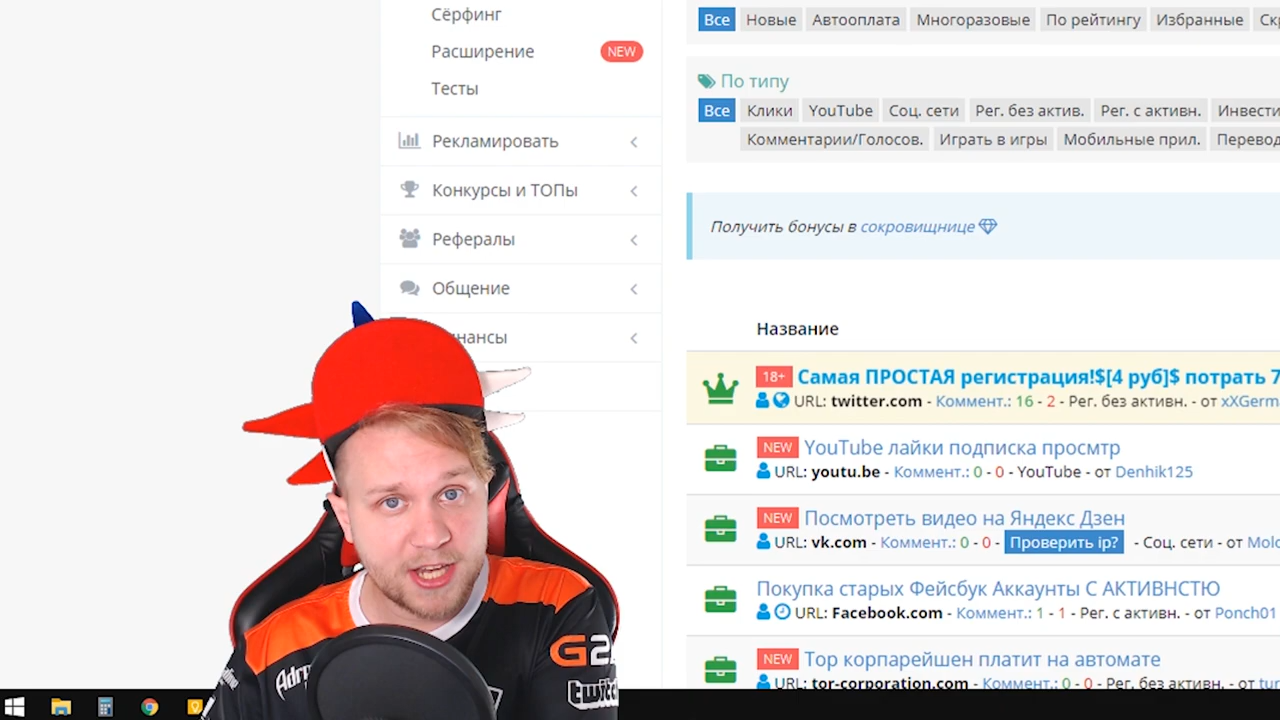 Сёрфинг
Расширение NEW
Тесты
Рекламировать
Конкурсы и ТОПы
Рефералы
Общение
Все Новые Автооплата Многоразовые По рейтингу Избранные
По типу
Все Клики YouTube Соц. сети Рег. без актив. Рег. с активн.
Комментарии/Голосов. Играть в игры Мобильные прил.
Получить бонусы в сокровищнице
Название
18+ Самая ПРОСТАЯ регистрация!$[4 руб]$ потрать 7
URL: twitter.com - Коммент.: 16 - 2 - Рег. без активн. - от
NEW YouTube лайки подписка просмтр
URL: youtu.be - Коммент.: 0 - 0 - YouTube - от Denhik125
NEW Посмотреть видео на Яндекс Дзен
URL: vk.com - Коммент.: 0 - 0 - Проверить ip? - Соц. сети - от
Покупка старых Фейсбук Аккаунты С АКТИВНСТЮ
URL: Facebook.com - Коммент.: 1 - 1 - Рег. с активн. - от Ponch01
NEW Тор корпарейшен платит на автомате
URL: tor-corporation.com - Коммент.: 0 - 0 - Рег. без активн. - от
G2
twitch